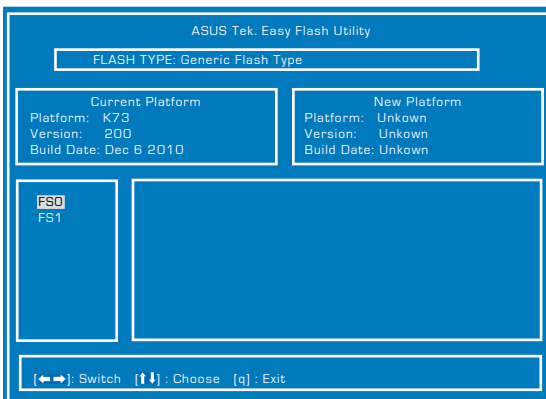 ASUS Tek. Easy Flash Utility
FLASH TYPE: Generic Flash Type
Current Platform
Platform: K73
Version: 200
Build Date: Dec 6 2010
New Platform
Platform: Unkown
Version: Unkown
Build Date: Unkown
FS0
FS1
[←→]: Switch [↑↓] : Choose [q] : Exit